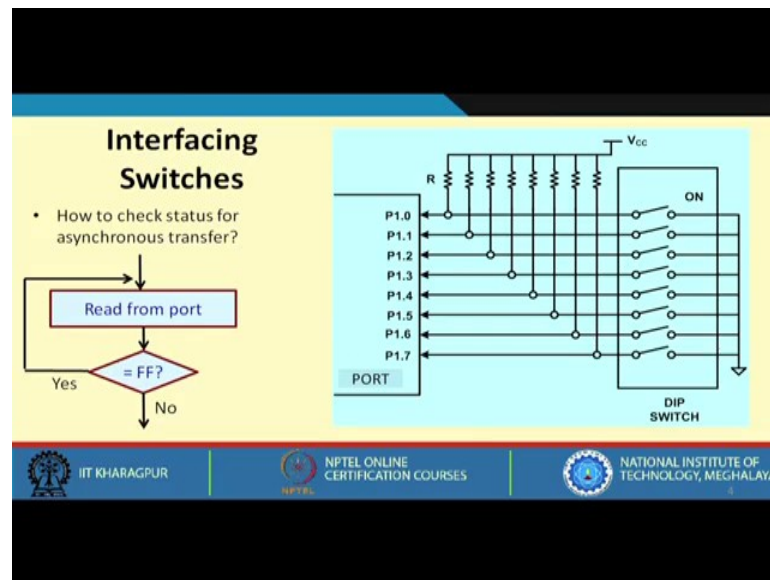 Interfacing
Switches
• How to check status for
asynchronous transfer?
Read from port
= FF?
Yes
No
VCC
R
ON
P1.0
P1.1
P1.2
P1.3
P1.4
P1.5
P1.6
P1.7
PORT
DIP
SWITCH
IIT KHARAGPUR
NPTEL
NPTEL ONLINE
CERTIFICATION COURSES
NATIONAL INSTITUTE OF
TECHNOLOGY, MEGHALAYA
4